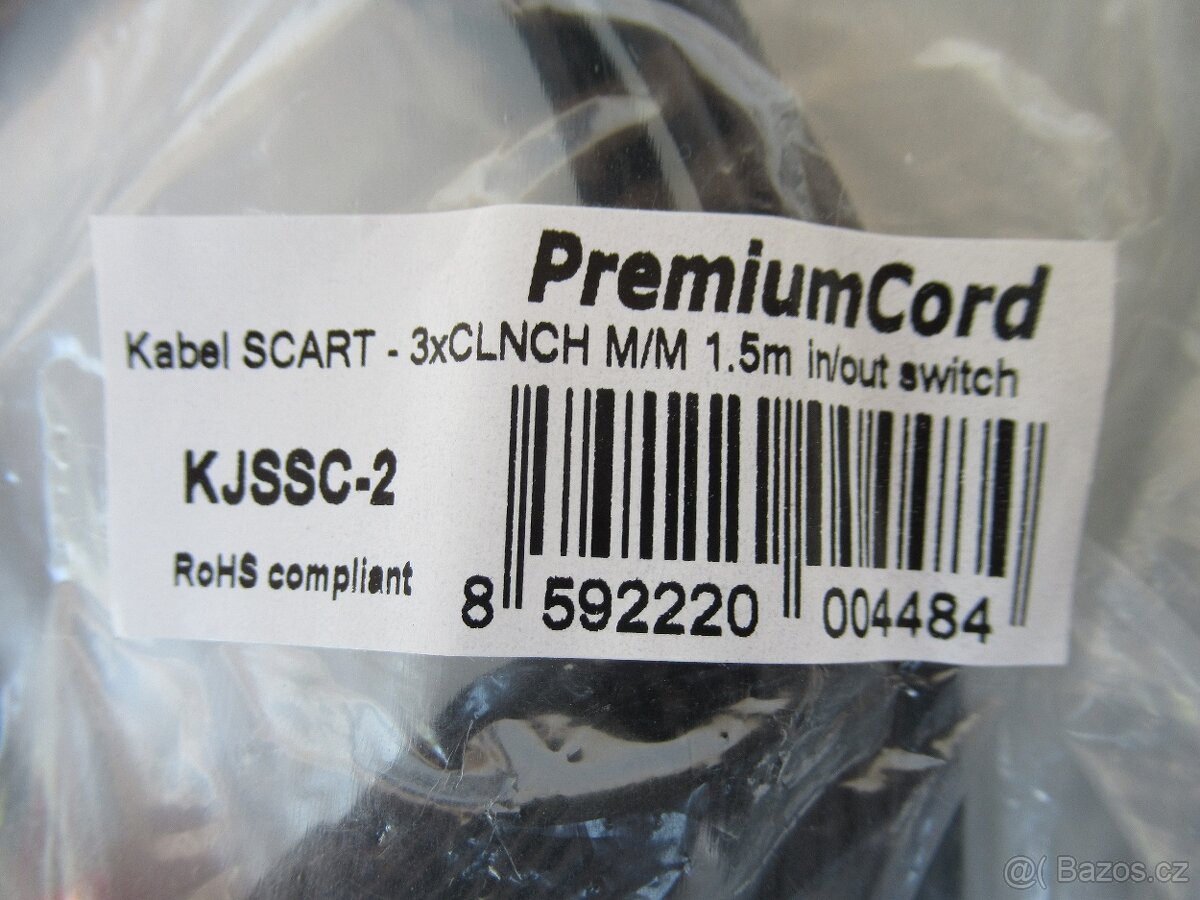 PremiumCord
Kabel SCART - 3xCLNCH M/M 1.5m in/out switch
KJSSC-2
RoHS compliant
8 592220 004484
@( Bazos.cz